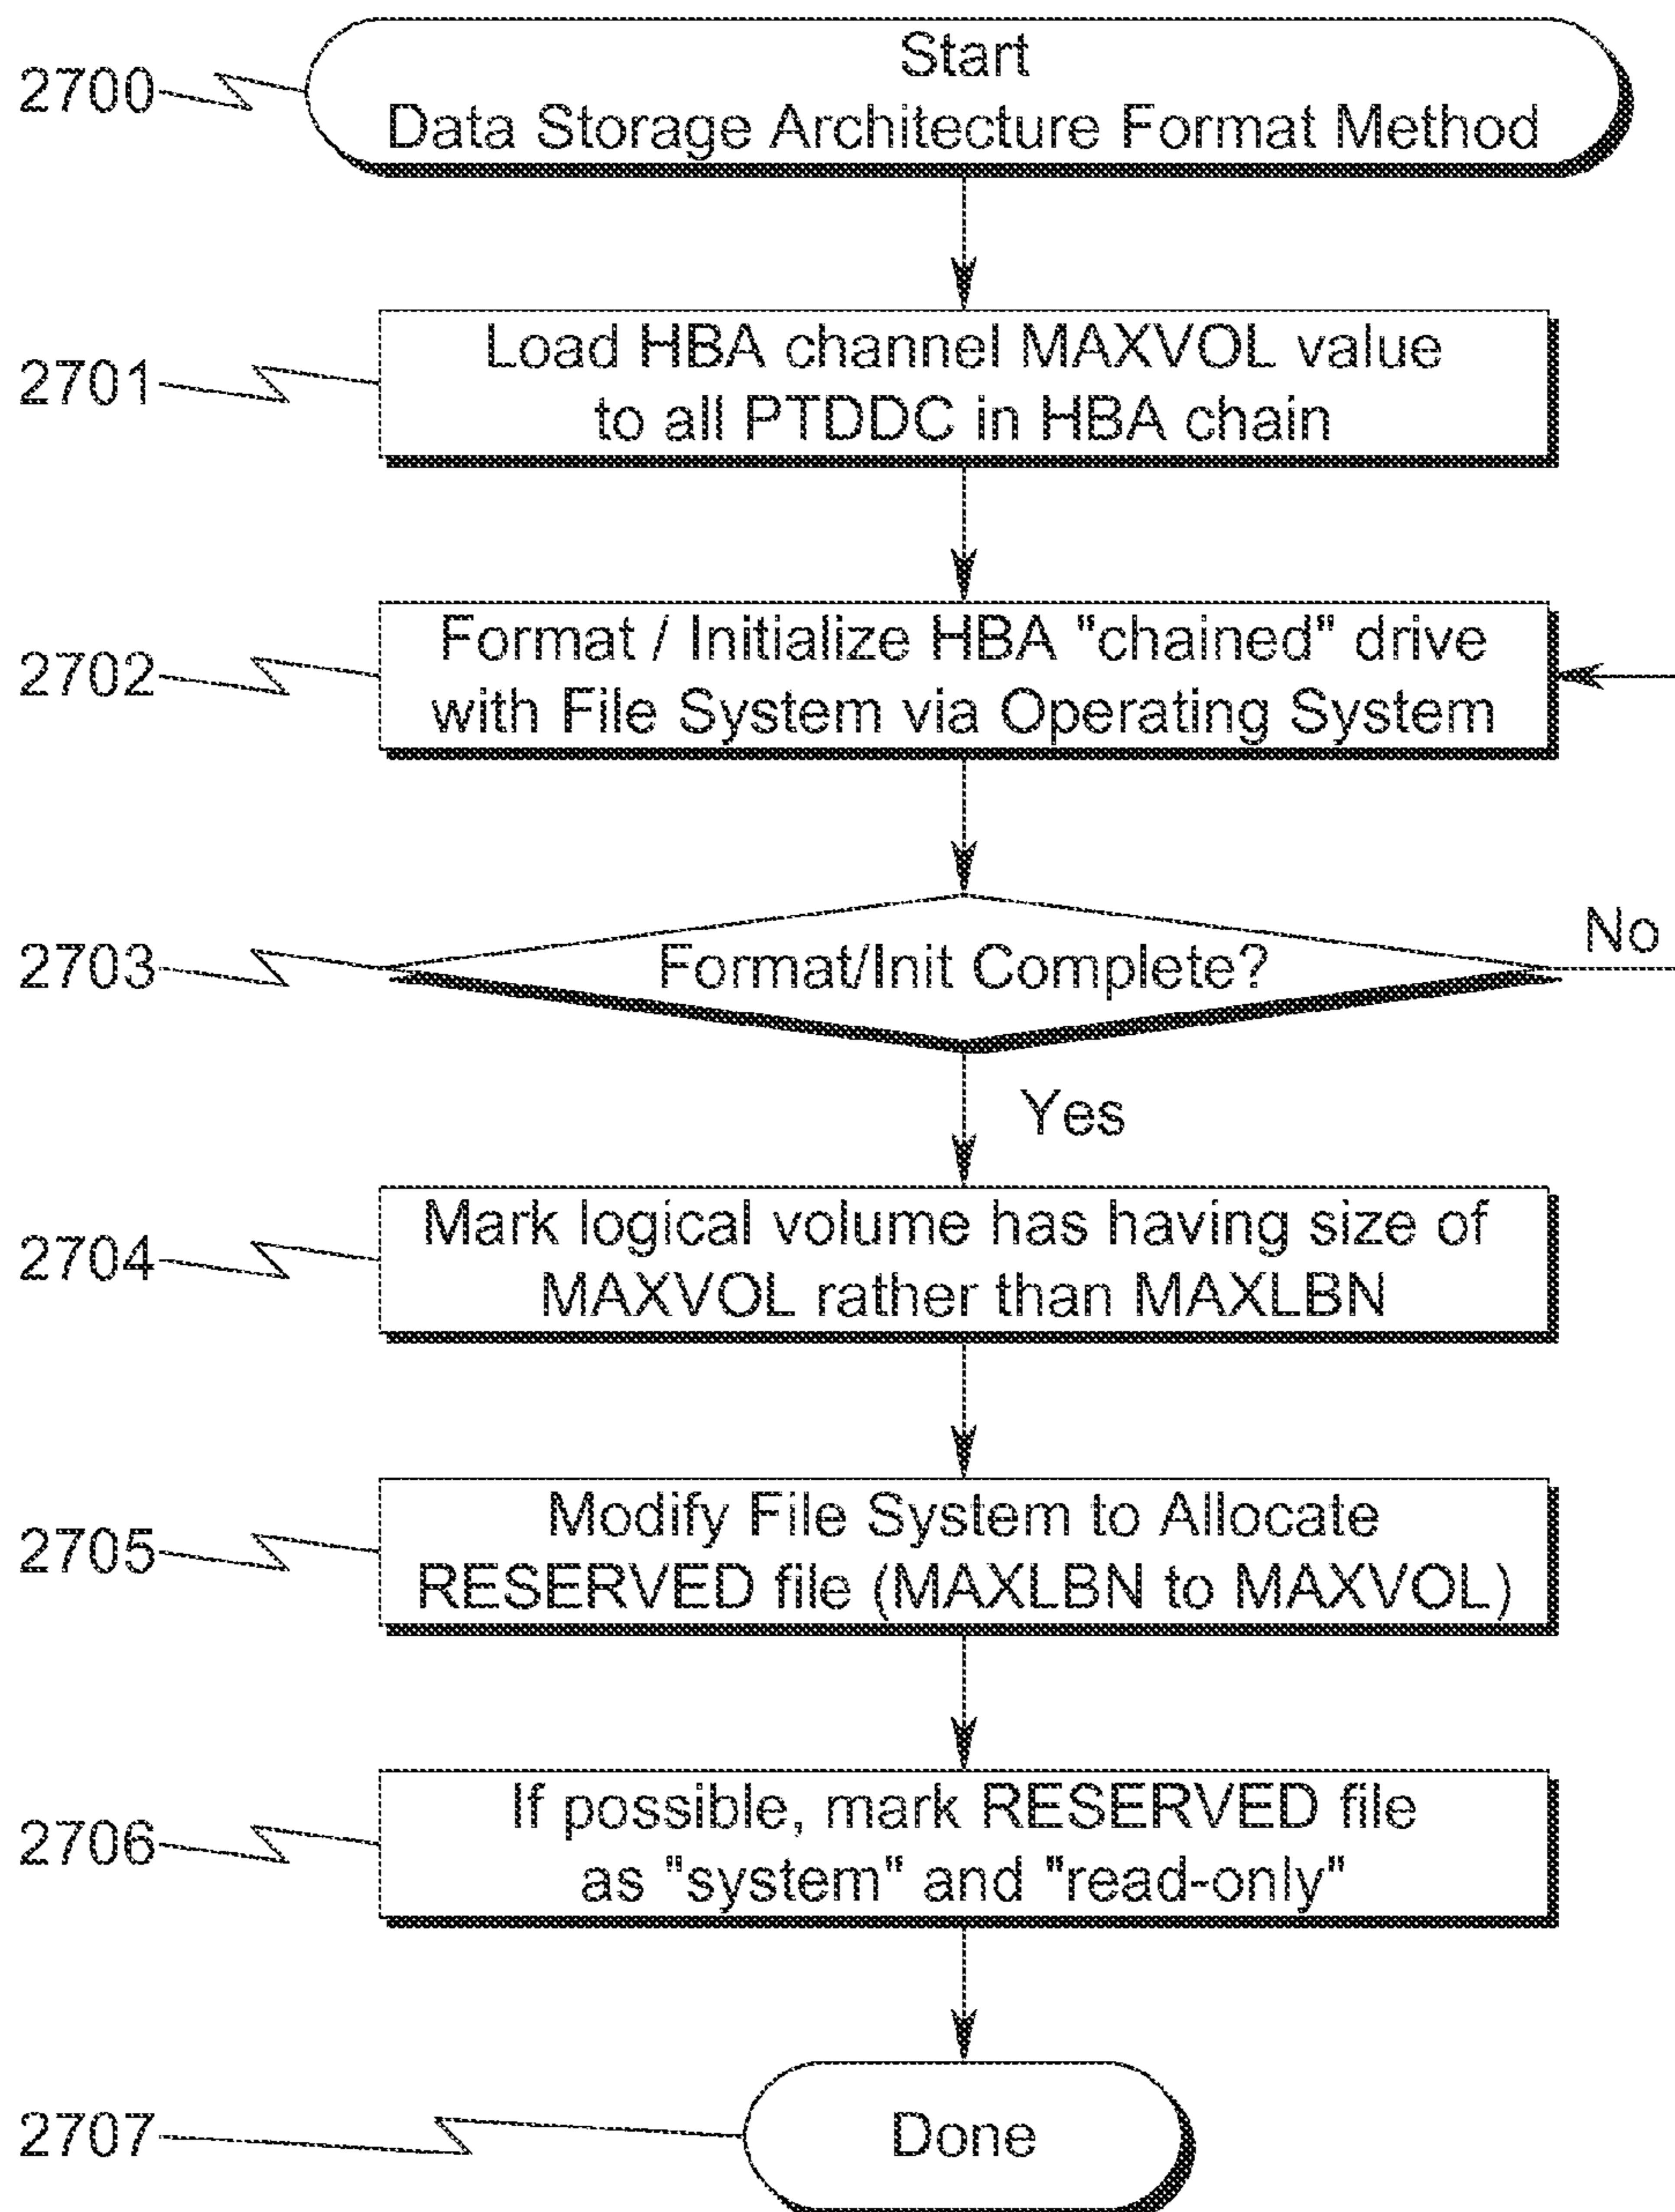 2700
Start
Data Storage Architecture Format Method
2701
Load HBA channel MAXVOL value
to all PTDDC in HBA chain
2702
Format / Initialize HBA "chained" drive
with File System via Operating System
2703
Format/Init Complete?
No
Yes
2704
Mark logical volume has having size of
MAXVOL rather than MAXLBN
2705
Modify File System to Allocate
RESERVED file (MAXLBN to MAXVOL)
2706
If possible, mark RESERVED file
as "system" and "read-only"
2707
Done